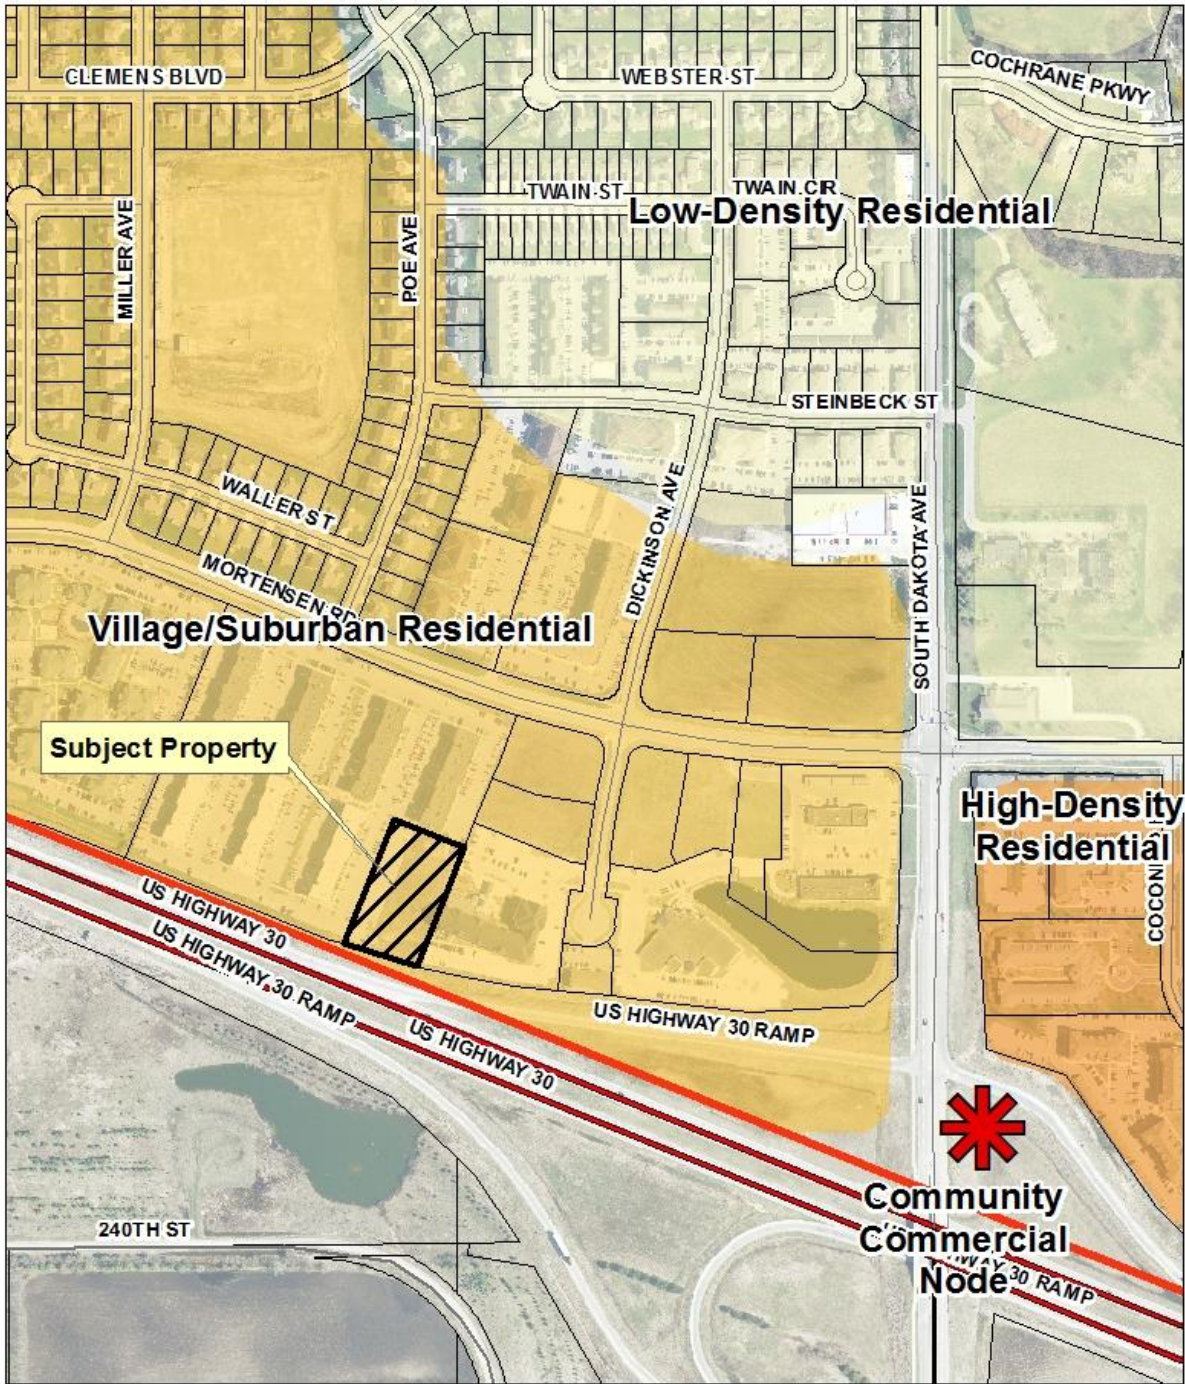 CLEMENS BLVD
WEBSTER ST
COCHRANE PKWY
TWAIN ST
TWAIN CIR
Low-Density Residential
MILLER AVE
POE AVE
STEINBECK ST
WALLER ST
DICKINSON AVE
SOUTH DAKOTA AVE
MORTENSEN RD
Village/Suburban Residential
Subject Property
High-Density
Residential
US HIGHWAY 30
US HIGHWAY 30 RAMP
US HIGHWAY 30
US HIGHWAY 30 RAMP
Community
Commercial
Node
240TH ST